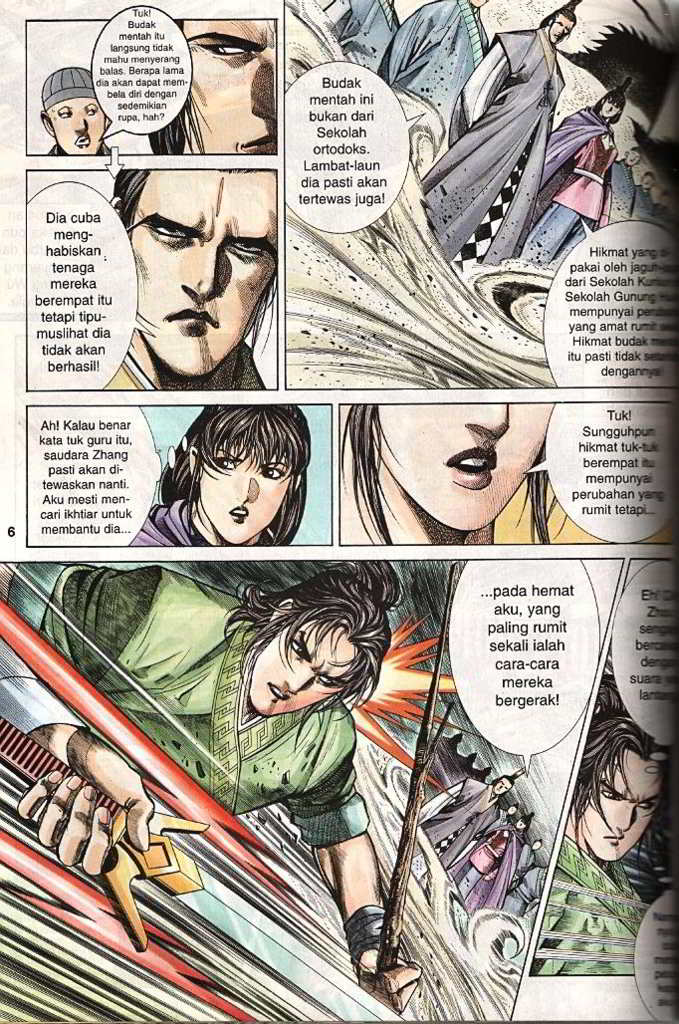 Tuk!
Budak
mentah itu
langsung tidak
mahu menyerang
balas. Berapa lama
dia akan dapat mem-
bela diri dengan
sedemikian
rupa, hah?
Budak
mentah ini
bukan dari
Sekolah
ortodoks.
Lambat-laun
dia pasti akan
tertewas juga!
Dia cuba
meng-
habiskan
tenaga
mereka
berempat itu
tetapi tipu-
muslihat dia
tidak akan
berhasil!
Hikmat yang
pakai oleh
dari Sekolah
Sekolah Gunung
mempunyai
yang amat rumit
Hikmat budak
itu pasti tidak
dengannya!
Ah! Kalau benar
kata tuk guru itu,
saudara Zhang
pasti akan di-
tewaskan nanti.
Aku mesti men-
cari ikhtiar untuk
membantu dia...
Tuk!
Sungguhpun
hikmat tuk-tuk
berempat itu
mempunyai
perubahan yang
rumit tetapi...
6
...pada hemat
aku, yang
paling rumit
sekali ialah
cara-cara
mereka
bergerak!
Eh!
suara